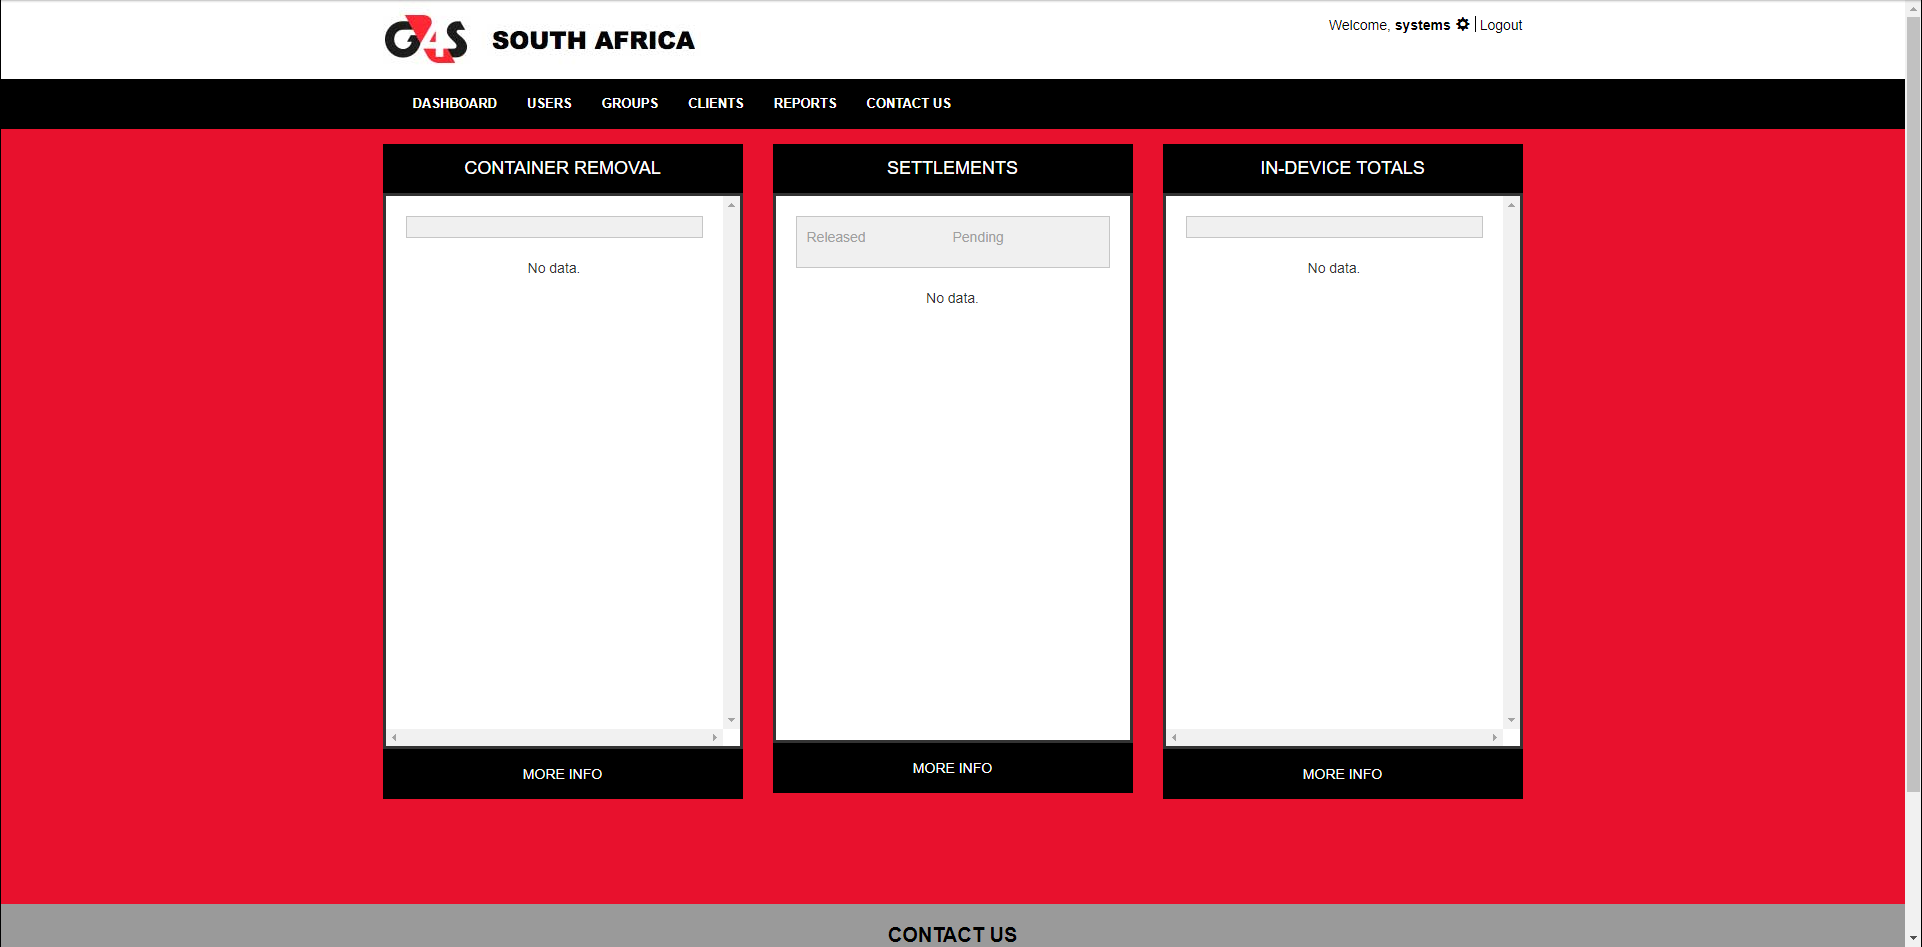 G4S SOUTH AFRICA
Welcome, systems Logout
DASHBOARD USERS GROUPS CLIENTS REPORTS CONTACT US
CONTAINER REMOVAL
No data.
MORE INFO
SETTLEMENTS
Released Pending
No data.
MORE INFO
IN-DEVICE TOTALS
No data.
MORE INFO
CONTACT US